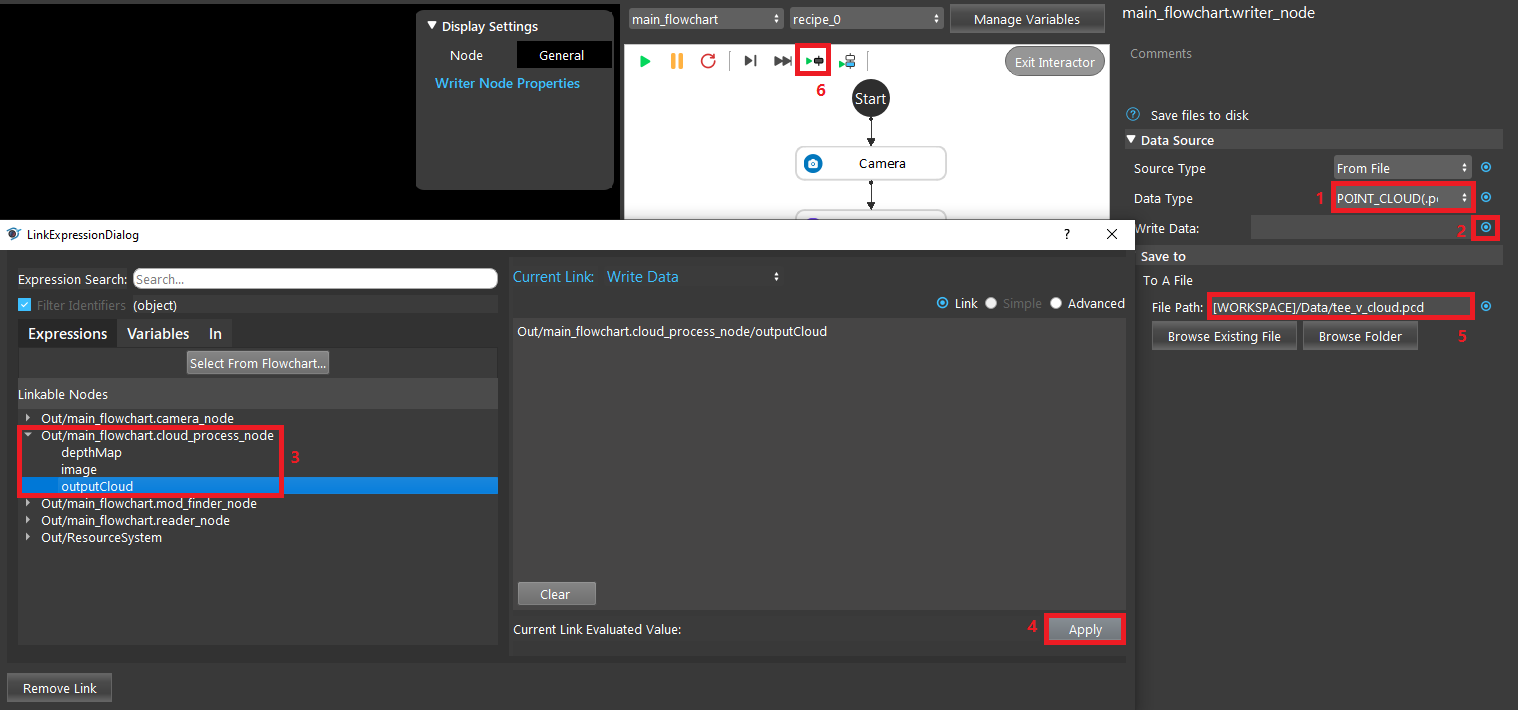 Display Settings
Node
General
Writer Node Properties
main_flowchart
recipe_0
Manage Variables
Exit Interactor
6
Start
Camera
main_flowchart.writer_node
Comments
? Save files to disk
Data Source
Source Type
From File
Data Type
1
POINT_CLOUD(.p
Write Data:
2
Save to
To A File
File Path:
[WORKSPACE]/Data/tee_v_cloud.pcd
Browse Existing File
Browse Folder
5
LinkExpressionDialog
?
Expression Search:
Search...
Filter Identifiers
(object)
Expressions
Variables
In
Select From Flowchart...
Linkable Nodes
Out/main_flowchart.camera_node
Out/main_flowchart.cloud_process_node
depthMap
image
outputCloud
3
Out/main_flowchart.mod_finder_node
Out/main_flowchart.reader_node
Out/ResourceSystem
Current Link:
Write Data
Link
Simple
Advanced
Out/main_flowchart.cloud_process_node/outputCloud
Clear
Current Link Evaluated Value:
4
Apply
Remove Link